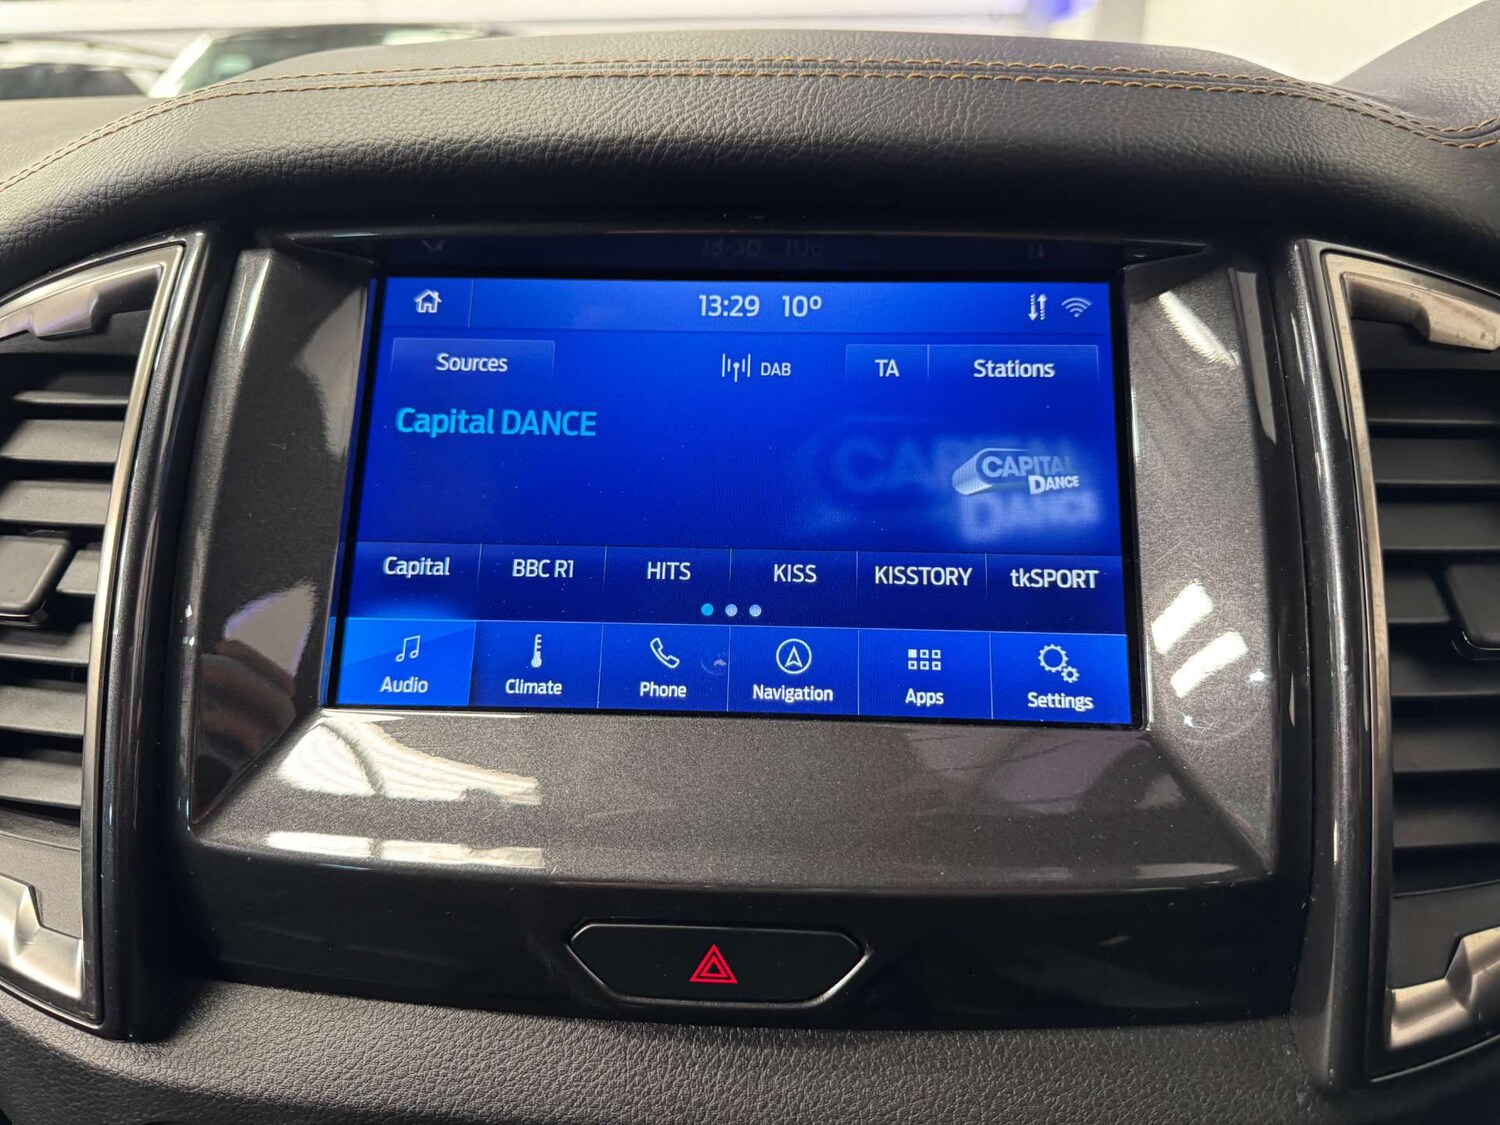 13:29 10º
Sources
DAB
TA
Stations
Capital DANCE
CAPITAL
DANCE
Capital
BBC R1
HITS
KISS
KISSTORY
tkSPORT
Audio
Climate
Phone
Navigation
Apps
Settings